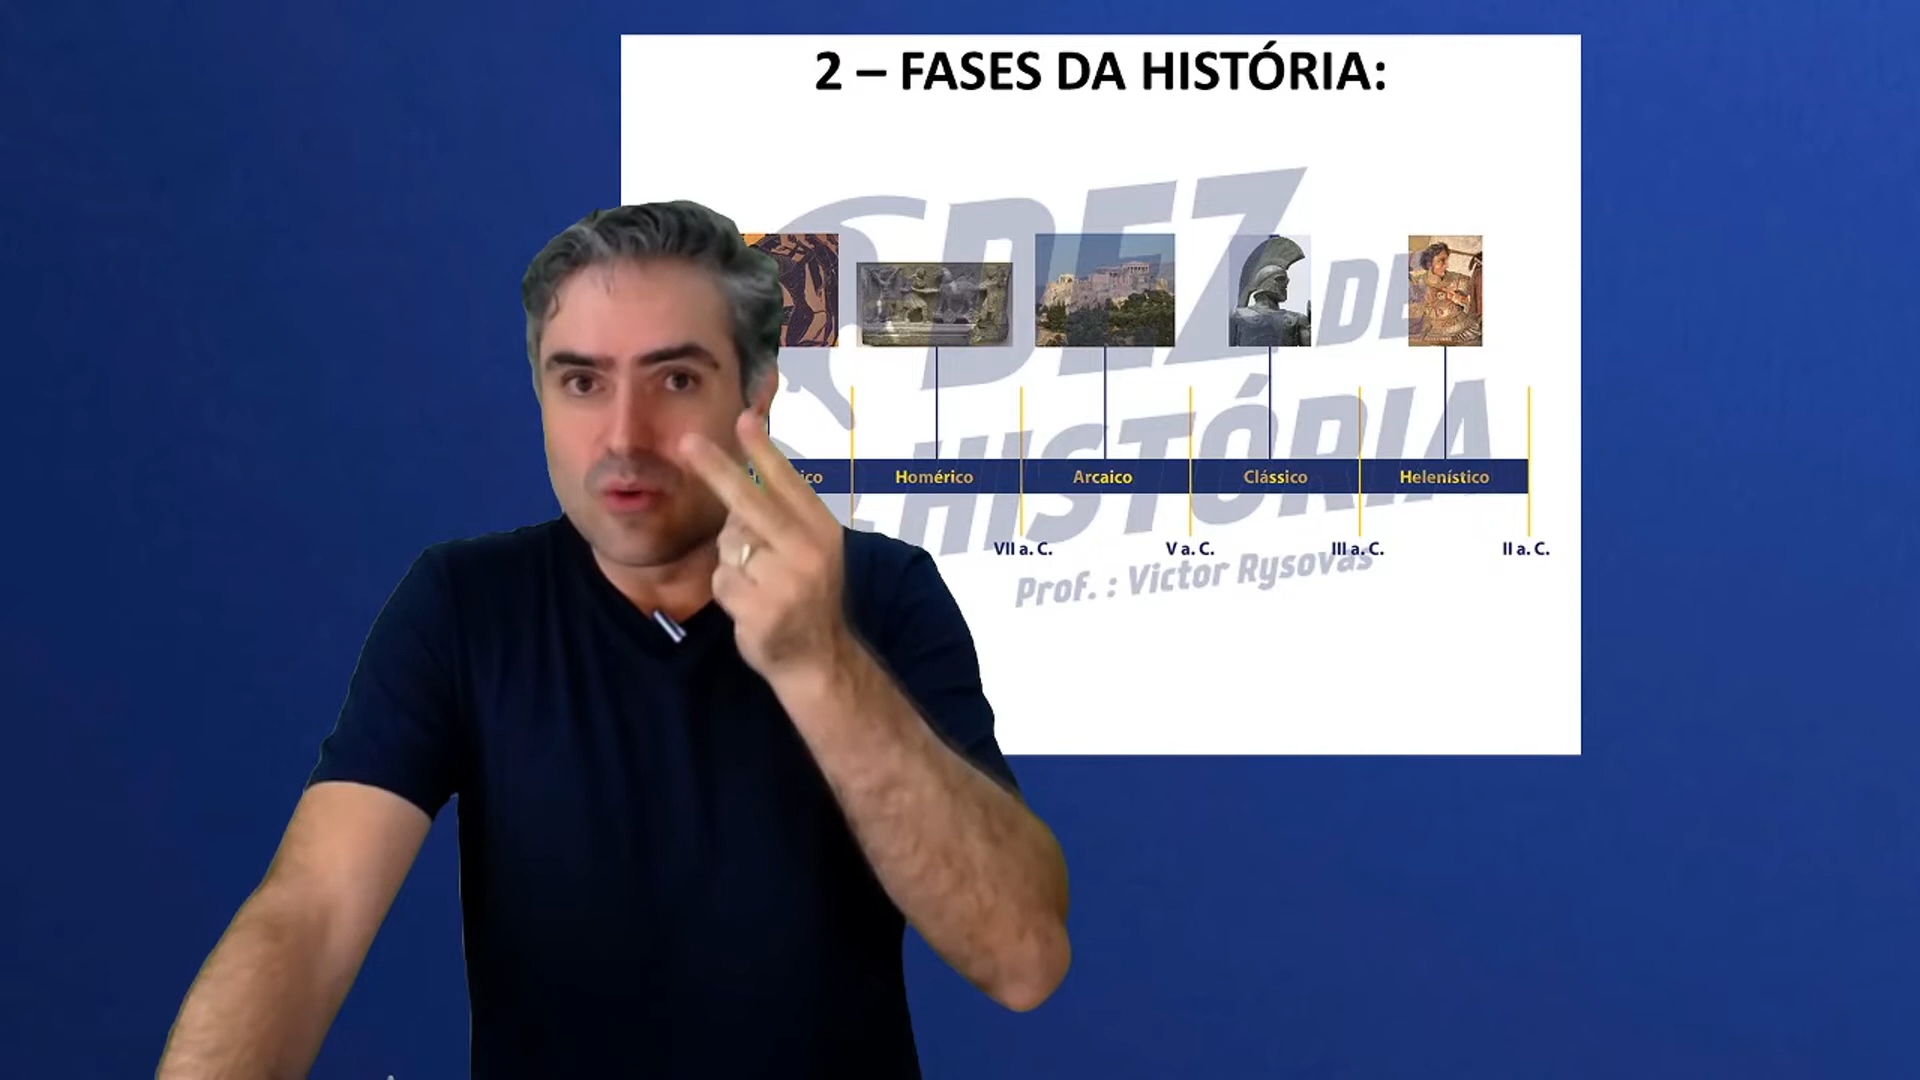 2 – FASES DA HISTÓRIA:
DEZ DE
HISTÓRIA
Prof. : Victor Rysovas
Homérico Arcaico Clássico Helenístico
VII a. C. V a. C. III a. C. II a. C.